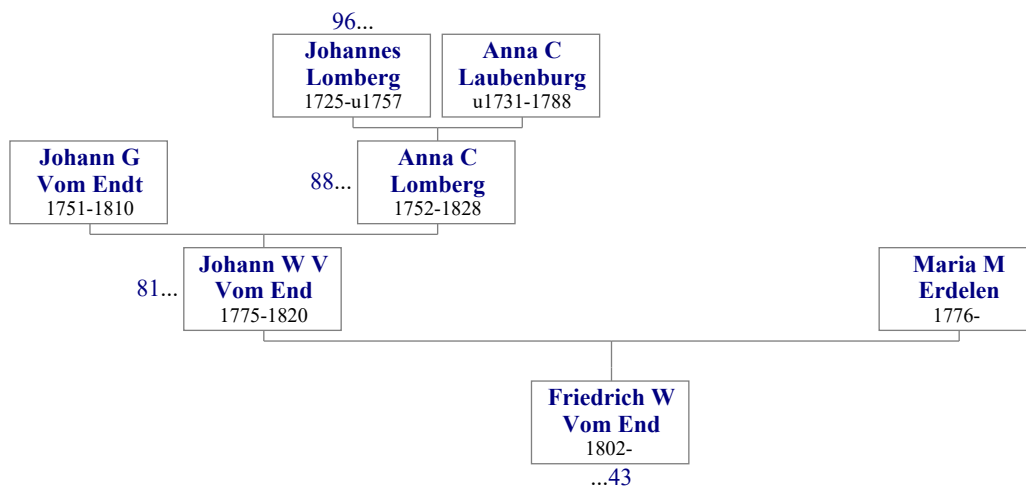 96...
Johannes
Lomberg
1725-u1757
Anna C
Laubenburg
u1731-1788
Johann G
Vom Endt
1751-1810
88...
Anna C
Lomberg
1752-1828
81...
Johann W V
Vom End
1775-1820
Maria M
Erdelen
1776-
Friedrich W
Vom End
1802-
...43